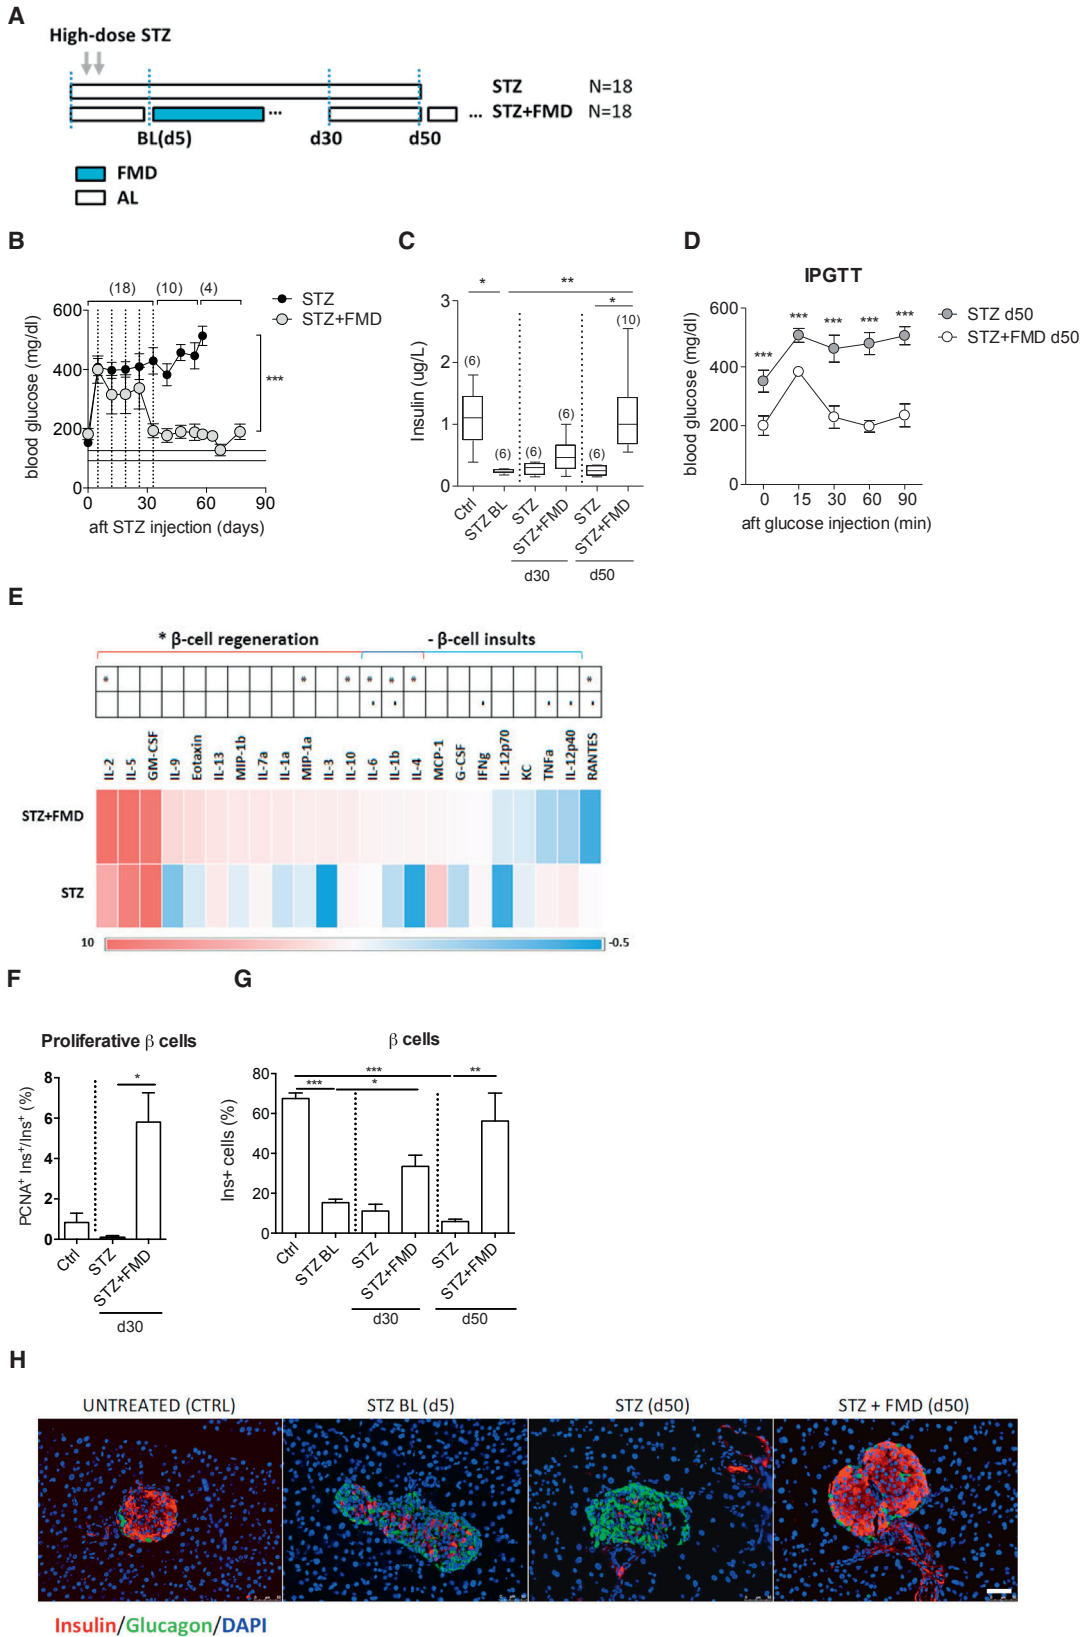 A
High-dose STZ
STZ N=18
... ... STZ+FMD N=18
BL(d5) d30 d50
FMD
AL
B
(18) (10) (4)
STZ
STZ+FMD
blood glucose (mg/dl)
600
400
200
0
***
0 30 60 90
aft STZ injection (days)
C
* **
*
Insulin (ug/L)
3
2
1
0
(6) (6) (6) (6) (6) (10)
Ctrl STZ BL STZ STZ+FMD STZ STZ+FMD
d30 d50
D
IPGTT
STZ d50
STZ+FMD d50
blood glucose (mg/dl)
600
400
200
0
*** *** *** *** ***
0 15 30 60 90
aft glucose injection (min)
E
* β-cell regeneration - β-cell insults
* * * * * * *
- - - - - -
IL-2 IL-5 GM-CSF IL-9 Eotaxin IL-13 MIP-1b IL-7a IL-1a MIP-1a IL-3 IL-10 IL-6 IL-1b IL-4 MCP-1 G-CSF IFNg IL-12p70 KC TNFa IL-12p40 RANTES
STZ+FMD
STZ
10 -0.5
F
Proliferative β cells
PCNA⁺ Ins⁺/Ins⁺ (%)
8
6
4
2
0
*
Ctrl STZ STZ+FMD
d30
G
β cells
Ins+ cells (%)
80
60
40
20
0
*** **
*** *
Ctrl STZ BL STZ STZ+FMD STZ STZ+FMD
d30 d50
H
UNTREATED (CTRL) STZ BL (d5) STZ (d50) STZ + FMD (d50)
Insulin/Glucagon/DAPI